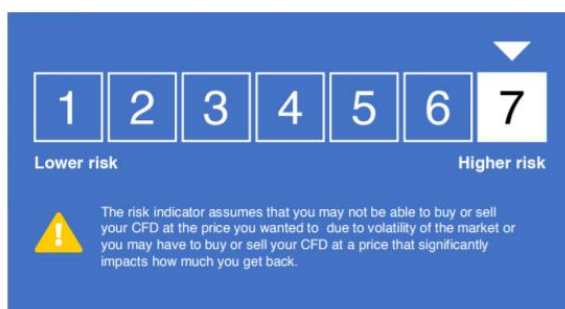 1 2 3 4 5 6 7
Lower risk Higher risk
The risk indicator assumes that you may not be able to buy or sell
your CFD at the price you wanted to due to volatility of the market or
you may have to buy or sell your CFD at a price that significantly
impacts how much you get back.